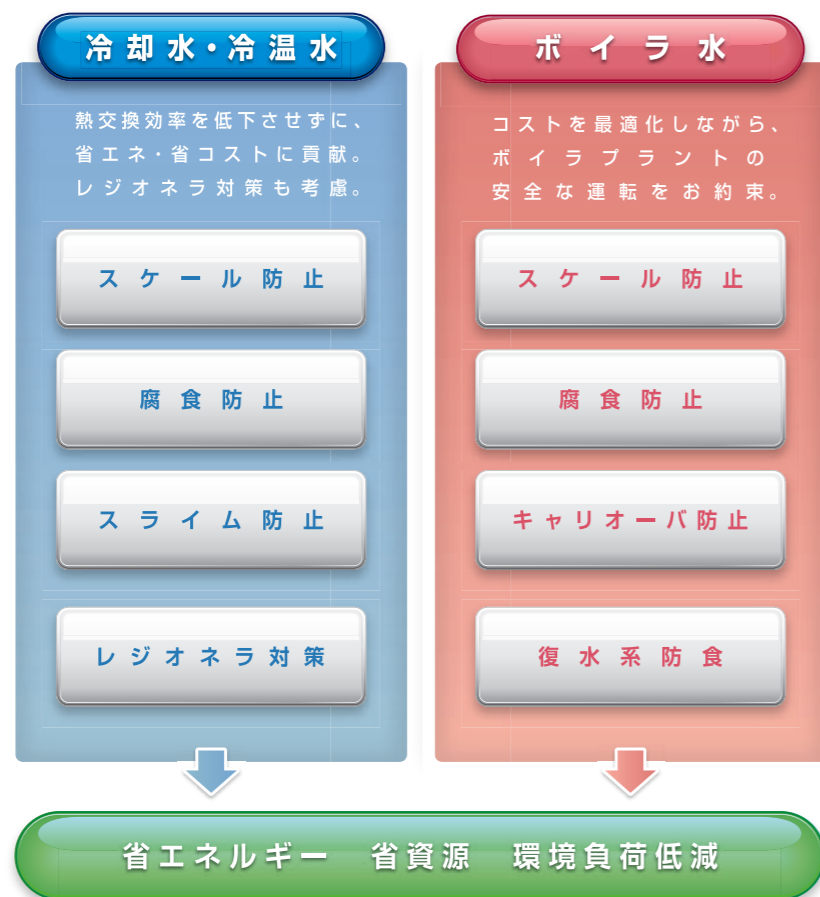 冷却水・冷温水
熱交換効率を低下させずに、
省エネ・省コストに貢献。
レジオネラ対策も考慮。
スケール防止
腐食防止
スライム防止
レジオネラ対策
ボイラ水
コストを最適化しながら、
ボイラプラントの
安全な運転をお約束。
スケール防止
腐食防止
キャリオーバ防止
復水系防食
省エネルギー　省資源　環境負荷低減